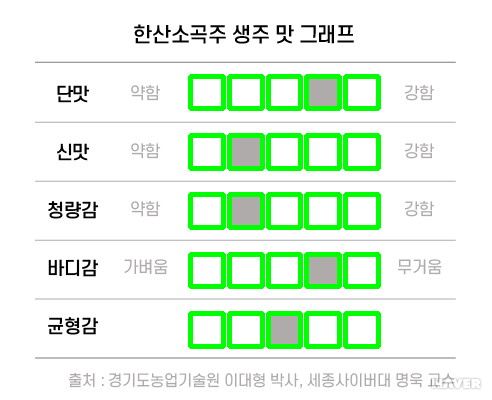 한산소곡주 생주 맛 그래프
단맛 약함 강함
신맛 약함 강함
청량감 약함 강함
바디감 가벼움 무거움
균형감
출처 : 경기도농업기술원 이대형 박사, 세종사이버대 명욱 교수
NAVER